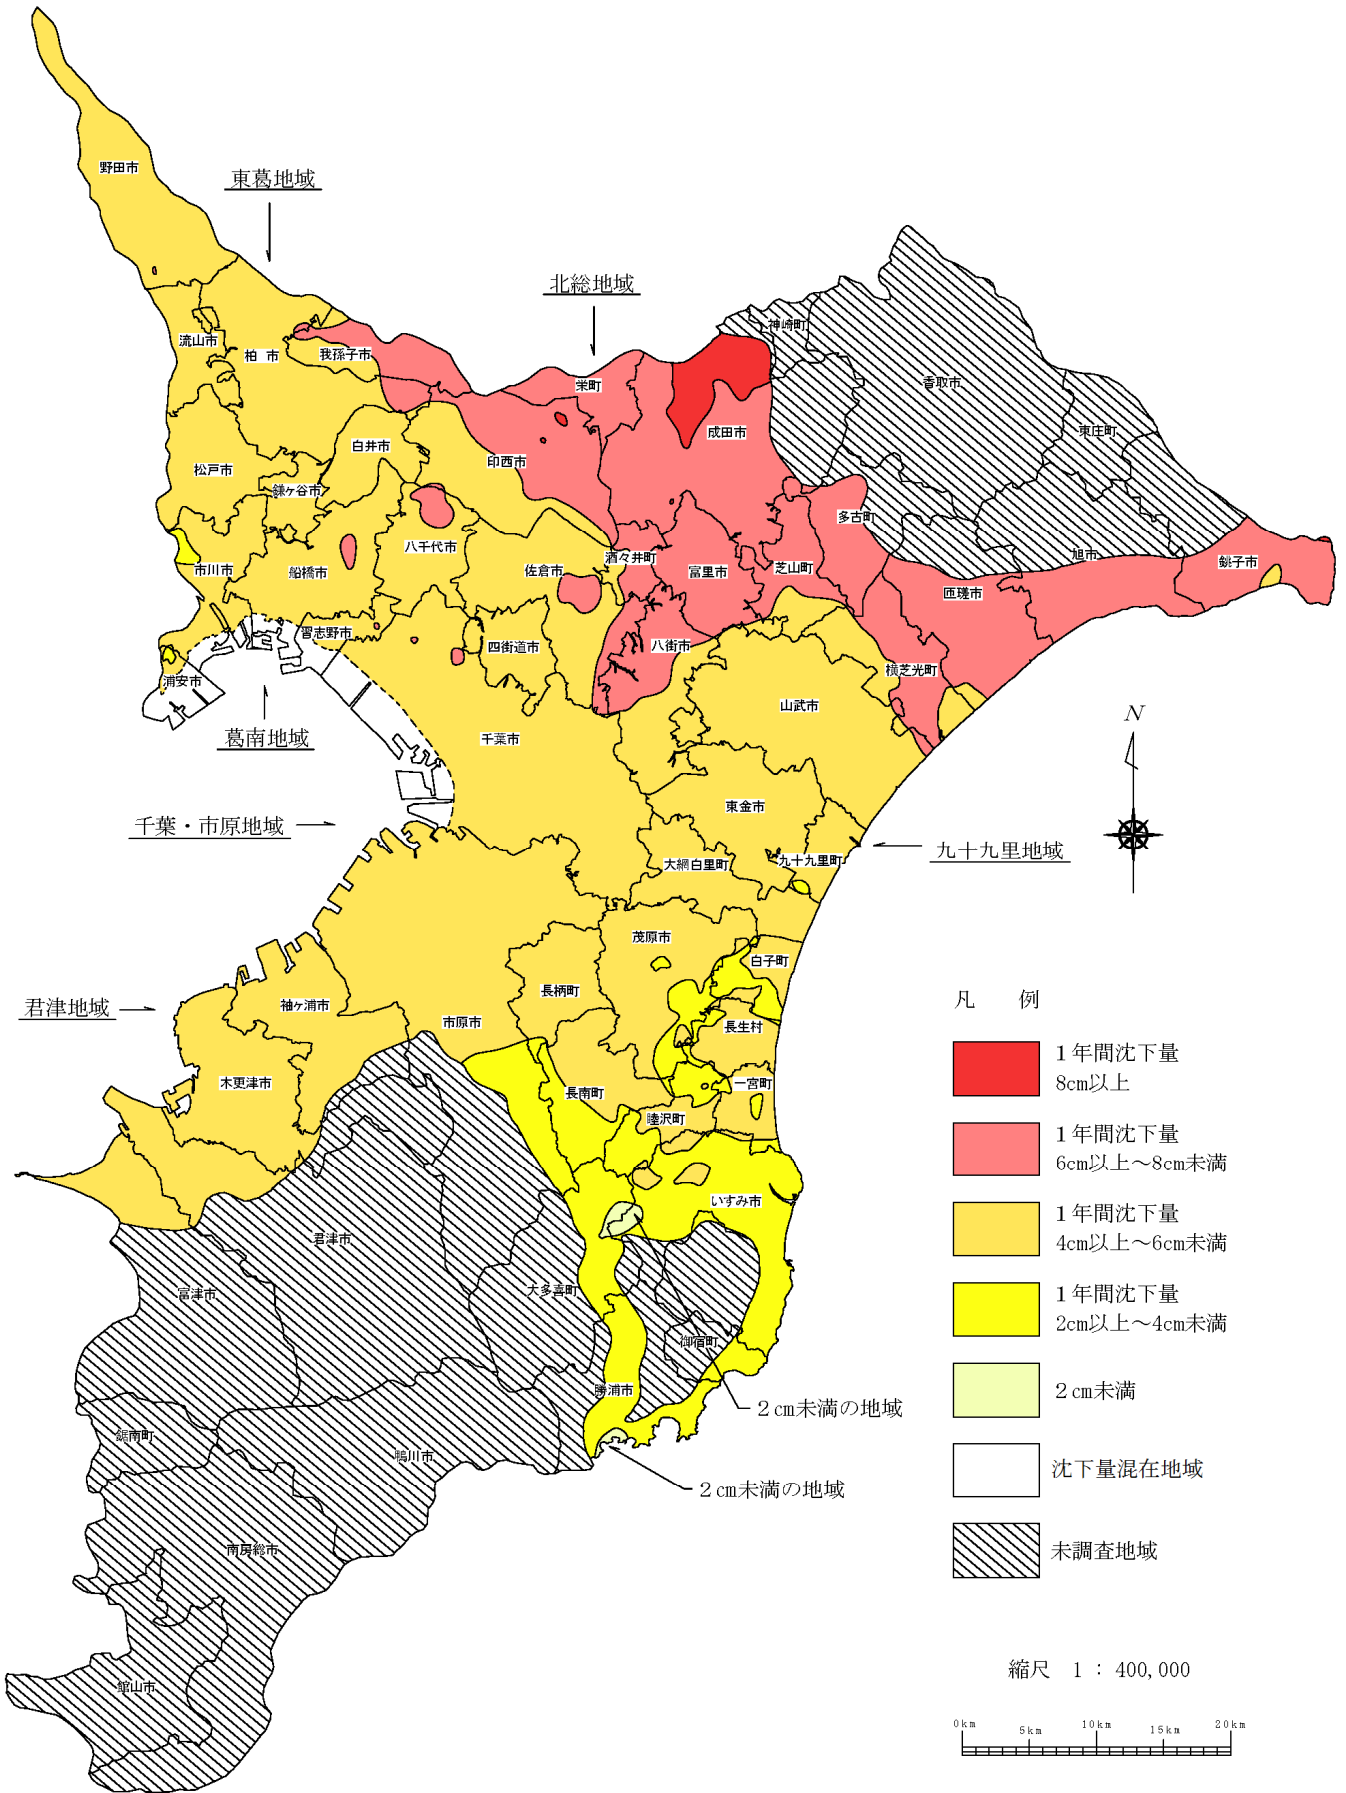 野田市
東葛地域
北総地域
神崎町
流山市
柏 市
我孫子市
栄町
香取市
成田市
東庄町
白井市
印西市
松戸市
鎌ヶ谷市
多古町
八千代市
市川市
船橋市
酒々井町
佐倉市
富里市
芝山町
旭市
銚子市
匝瑳市
習志野市
四街道市
八街市
横芝光町
浦安市
山武市
葛南地域
千葉市
N
東金市
千葉・市原地域
九十九里地域
大網白里町
九十九里町
茂原市
白子町
長柄町
君津地域
袖ヶ浦市
市原市
長生村
木更津市
長南町
一宮町
睦沢町
いすみ市
君津市
富津市
大多喜町
御宿町
勝浦市
2cm未満の地域
鋸南町
鴨川市
2cm未満の地域
南房総市
館山市
凡 例
1年間沈下量
8cm以上
1年間沈下量
6cm以上～8cm未満
1年間沈下量
4cm以上～6cm未満
1年間沈下量
2cm以上～4cm未満
2cm未満
沈下量混在地域
未調査地域
縮尺 1：400,000
0km 5km 10km 15km 20km